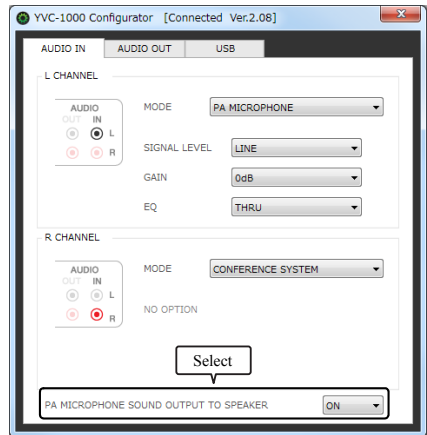 YVC-1000 Configurator [Connected Ver.2.08]
AUDIO IN AUDIO OUT USB
L CHANNEL
AUDIO
OUT IN
L
R
MODE PA MICROPHONE
SIGNAL LEVEL LINE
GAIN 0dB
EQ THRU
R CHANNEL
AUDIO
OUT IN
L
R
MODE CONFERENCE SYSTEM
NO OPTION
Select
PA MICROPHONE SOUND OUTPUT TO SPEAKER ON